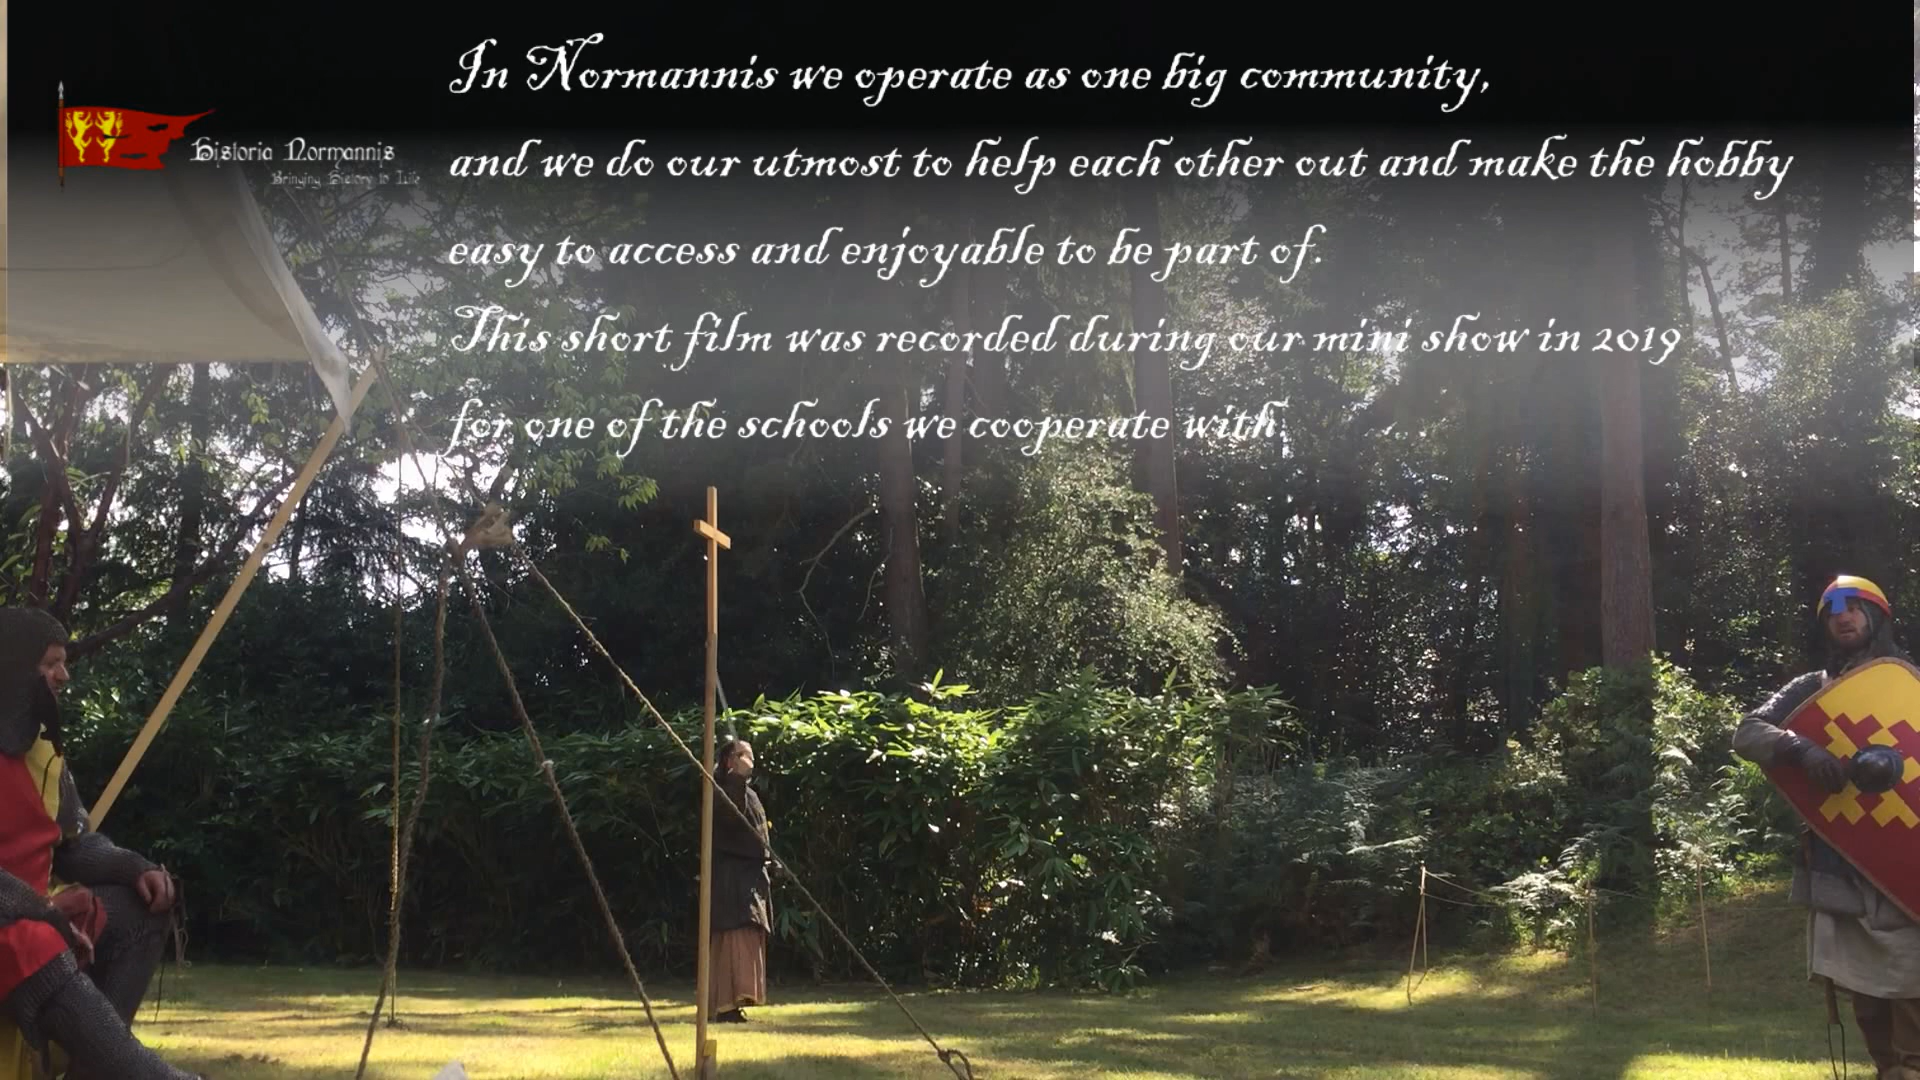 In Normannis we operate as one big community,
Historia Normannis
Bringing History to Life
and we do our utmost to help each other out and make the hobby
easy to access and enjoyable to be part of.
This short film was recorded during our mini show in 2019
for one of the schools we cooperate with.